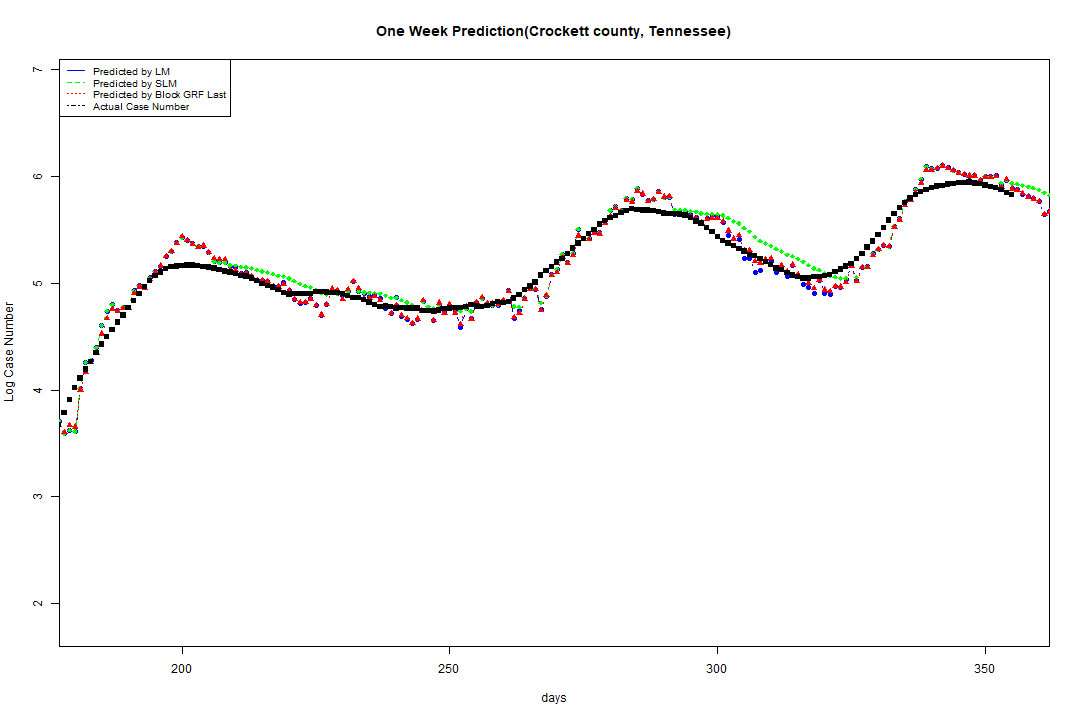 One Week Prediction(Crockett county, Tennessee)
Predicted by LM
Predicted by SLM
Predicted by Block GRF Last
Actual Case Number
7
6
5
4
3
2
Log Case Number
200 250 300 350
days